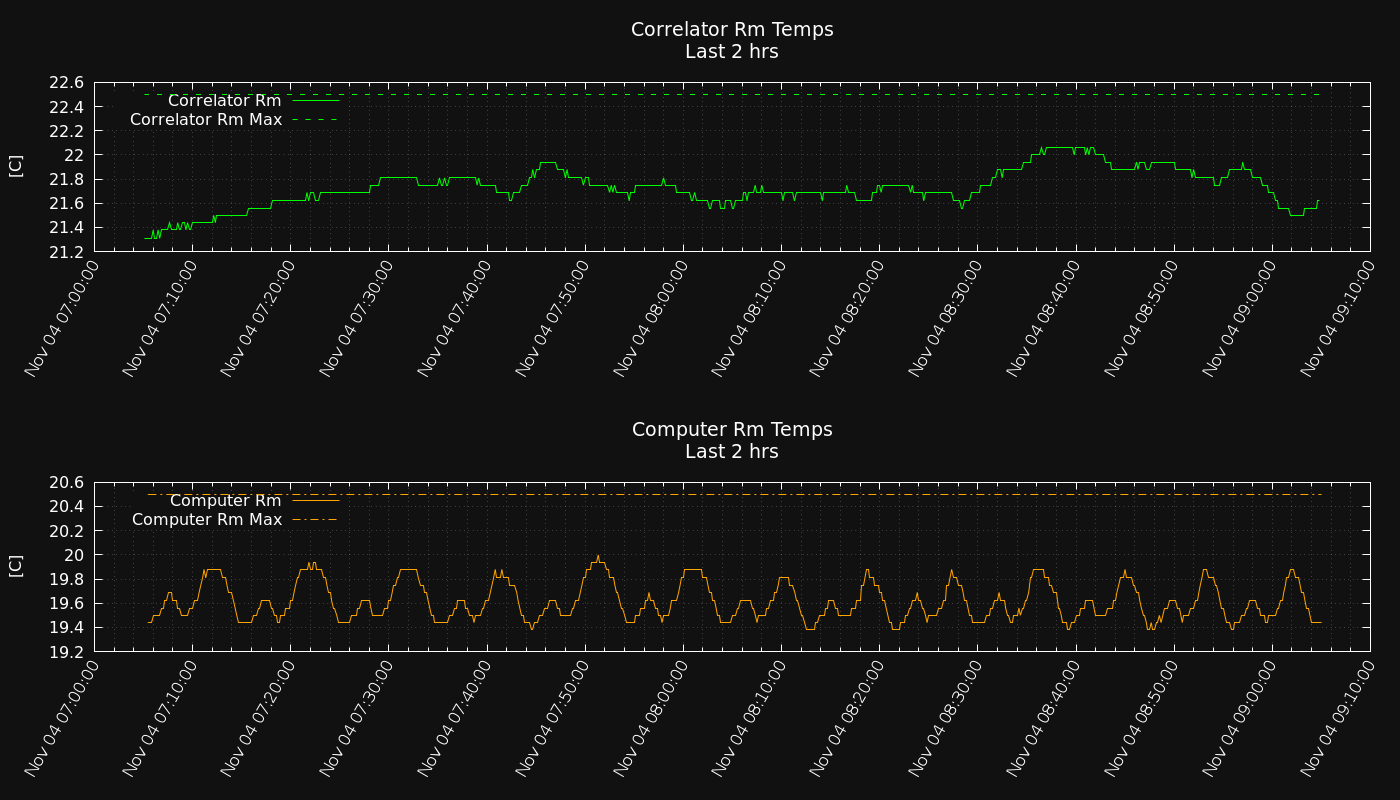 Correlator Rm Temps
Last 2 hrs
22.6
22.4
22.2
22
21.8
21.6
21.4
21.2
[C]
Correlator Rm
Correlator Rm Max
Nov 04 07:00:00
Nov 04 07:10:00
Nov 04 07:20:00
Nov 04 07:30:00
Nov 04 07:40:00
Nov 04 07:50:00
Nov 04 08:00:00
Nov 04 08:10:00
Nov 04 08:20:00
Nov 04 08:30:00
Nov 04 08:40:00
Nov 04 08:50:00
Nov 04 09:00:00
Nov 04 09:10:00
Computer Rm Temps
Last 2 hrs
20.6
20.4
20.2
20
19.8
19.6
19.4
19.2
[C]
Computer Rm
Computer Rm Max
Nov 04 07:00:00
Nov 04 07:10:00
Nov 04 07:20:00
Nov 04 07:30:00
Nov 04 07:40:00
Nov 04 07:50:00
Nov 04 08:00:00
Nov 04 08:10:00
Nov 04 08:20:00
Nov 04 08:30:00
Nov 04 08:40:00
Nov 04 08:50:00
Nov 04 09:00:00
Nov 04 09:10:00